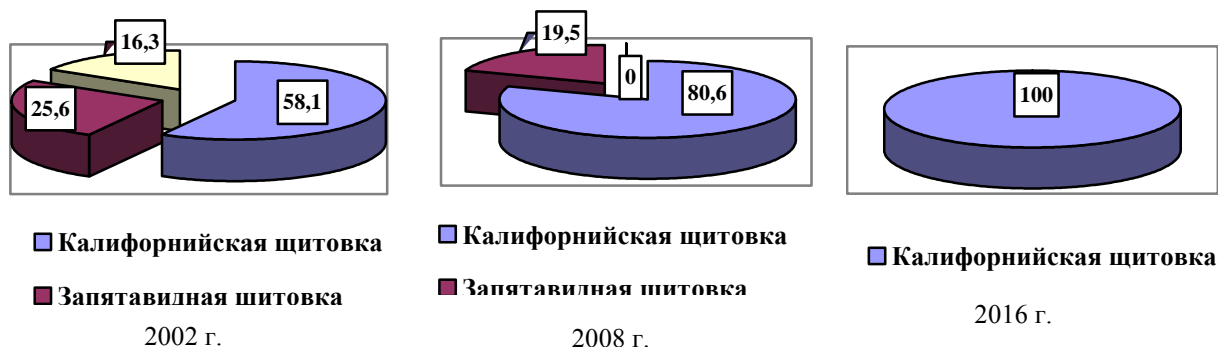 16,3
25,6
58,1
Калифорнийская щитовка
Запятавидная щитовка
2002 г.
19,5
0
80,6
Калифорнийская щитовка
Запятавидная щитовка
2008 г.
100
Калифорнийская щитовка
2016 г.